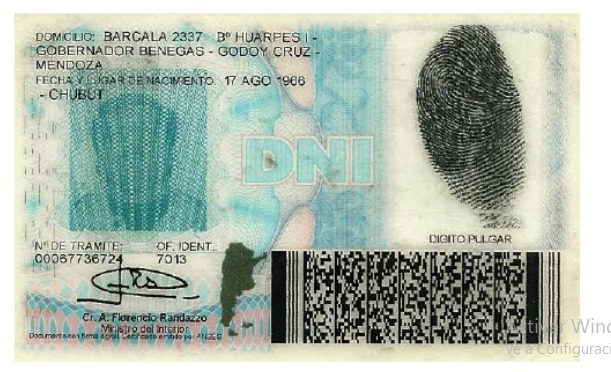 DOMICILIO: BARCALA 2337 Bº HUARPES I -
GOBERNADOR BENEGAS - GODOY CRUZ -
MENDOZA
FECHA Y LUGAR DE NACIMIENTO: 17 AGO 1966
- CHUBUT
DNI
DIGITO PULGAR
Nº DE TRAMITE: OF. IDENT.:
00067736724 7013
Cr. A. Florencio Randazzo
Ministro del Interior
Documento con firma digital. Certificado emitido por ANSES
Activar Wind
Ve a Configuraci